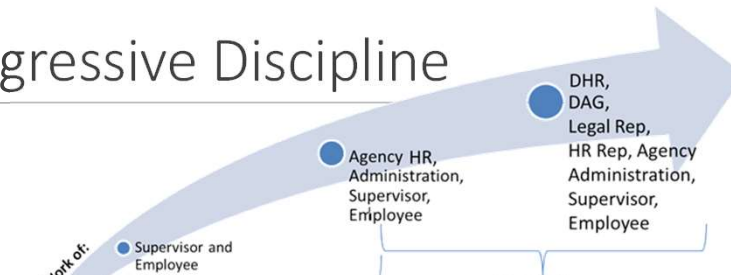 gressive Discipline
DHR,
DAG,
Legal Rep,
HR Rep, Agency
Administration,
Supervisor,
Employee
Agency HR,
Administration,
Supervisor,
Employee
Supervisor and
Employee
ork of: